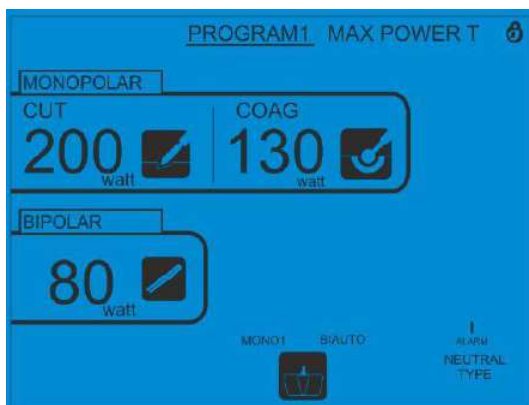 PROGRAM1 MAX POWER T
MONOPOLAR
CUT COAG
200 watt 130 watt
BIPOLAR
80 watt
MONO1 BIAUTO
ALARM
NEUTRAL
TYPE